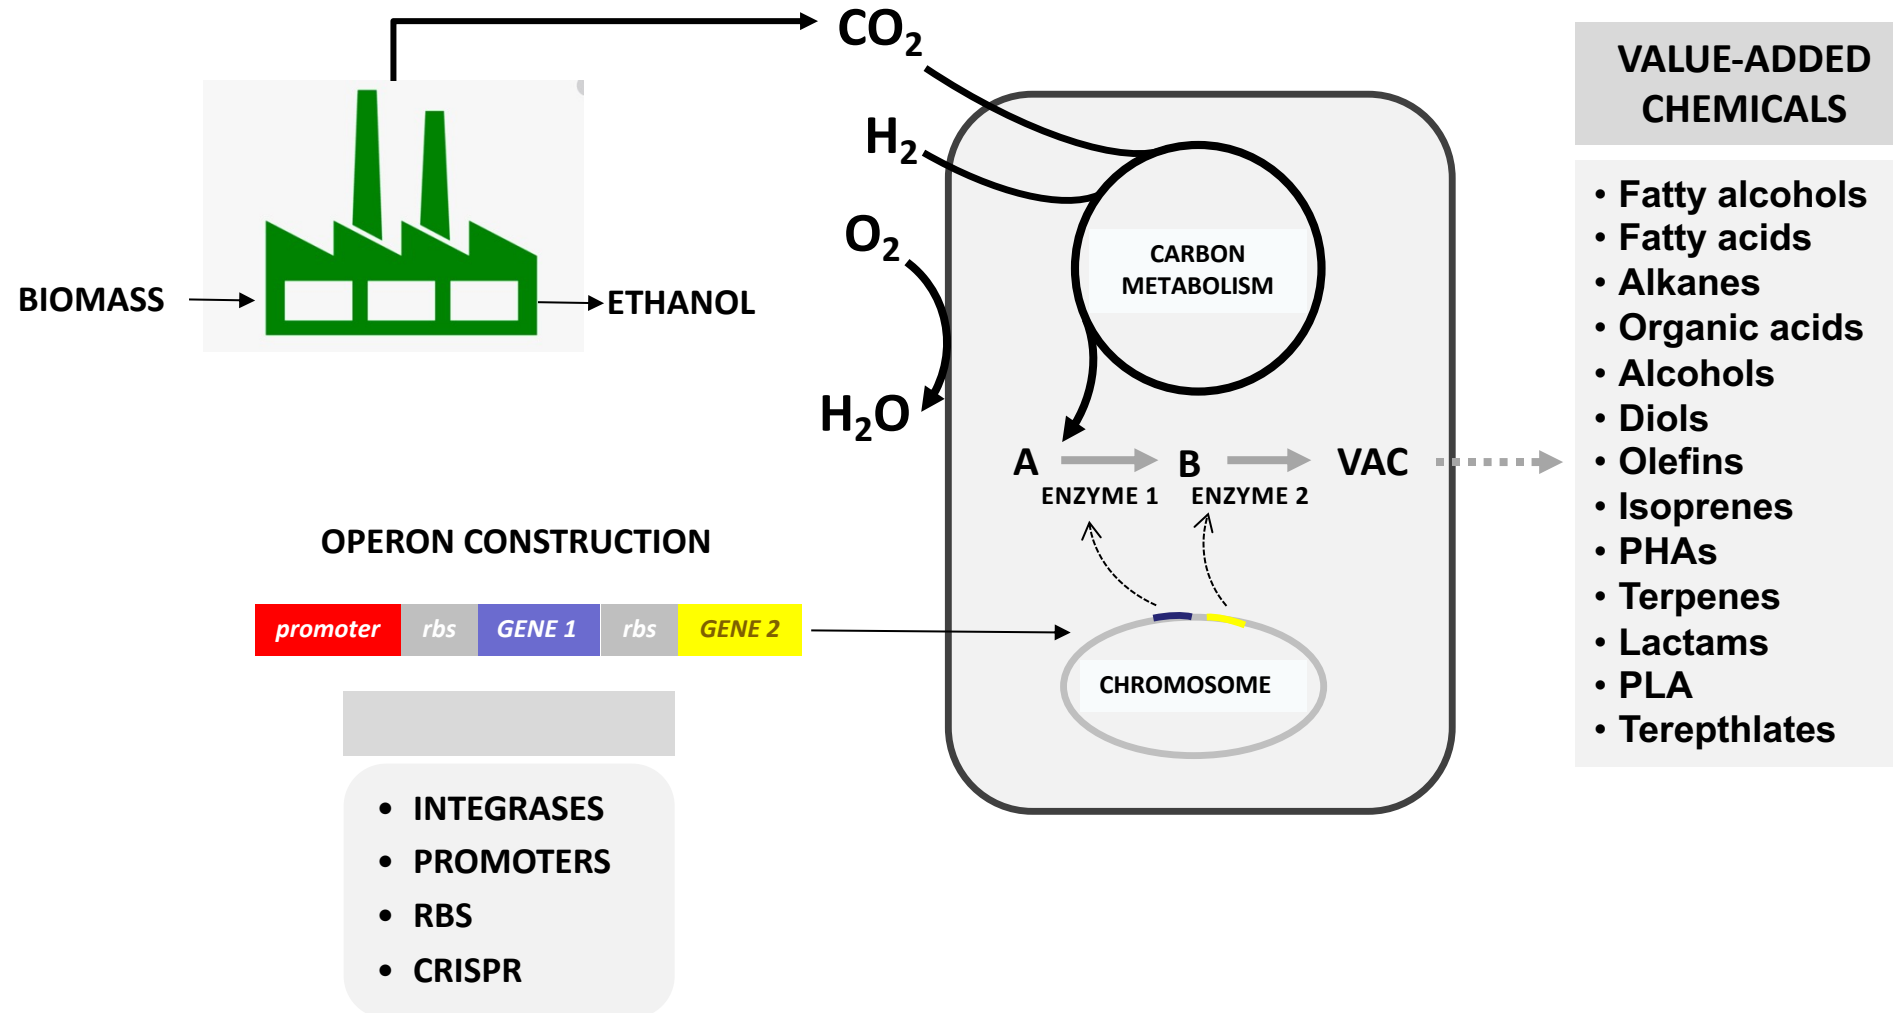 CO₂
H₂
O₂
H₂O
BIOMASS
ETHANOL
CARBON
METABOLISM
A
B
VAC
ENZYME 1
ENZYME 2
CHROMOSOME
OPERON CONSTRUCTION
promoter rbs GENE 1 rbs GENE 2
• INTEGRASES
• PROMOTERS
• RBS
• CRISPR
VALUE-ADDED
CHEMICALS
• Fatty alcohols
• Fatty acids
• Alkanes
• Organic acids
• Alcohols
• Diols
• Olefins
• Isoprenes
• PHAs
• Terpenes
• Lactams
• PLA
• Terepthlates